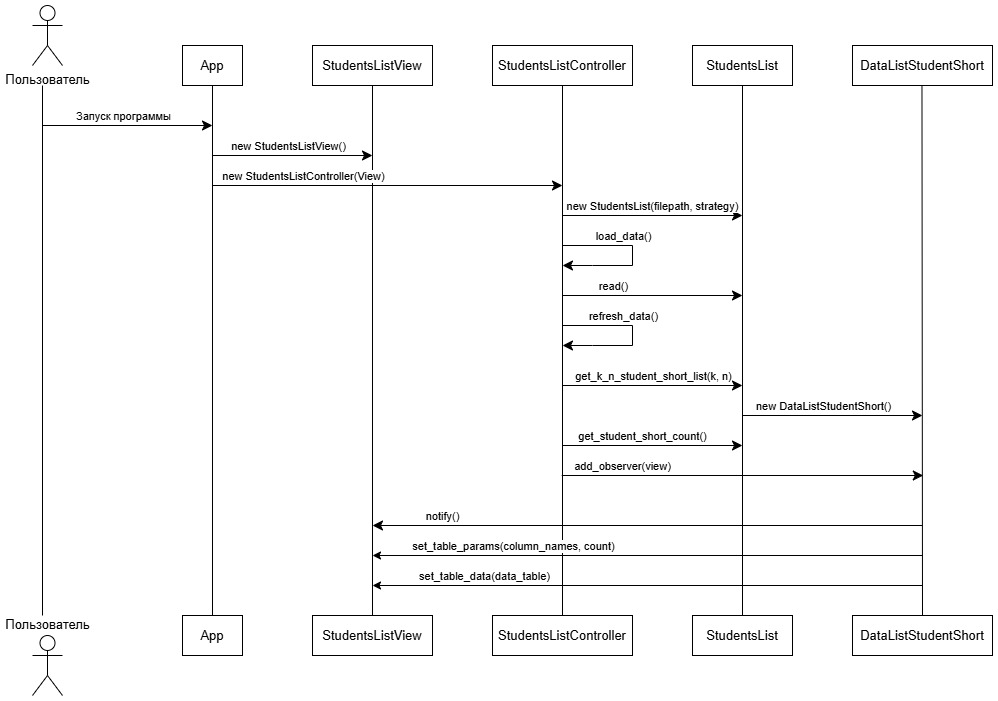 Пользователь
App
StudentsListView
StudentsListController
StudentsList
DataListStudentShort
Запуск программы
new StudentsListView()
new StudentsListController(View)
new StudentsList(filepath, strategy)
load_data()
read()
refresh_data()
get_k_n_student_short_list(k, n)
new DataListStudentShort()
get_student_short_count()
add_observer(view)
notify()
set_table_params(column_names, count)
set_table_data(data_table)
Пользователь
App
StudentsListView
StudentsListController
StudentsList
DataListStudentShort